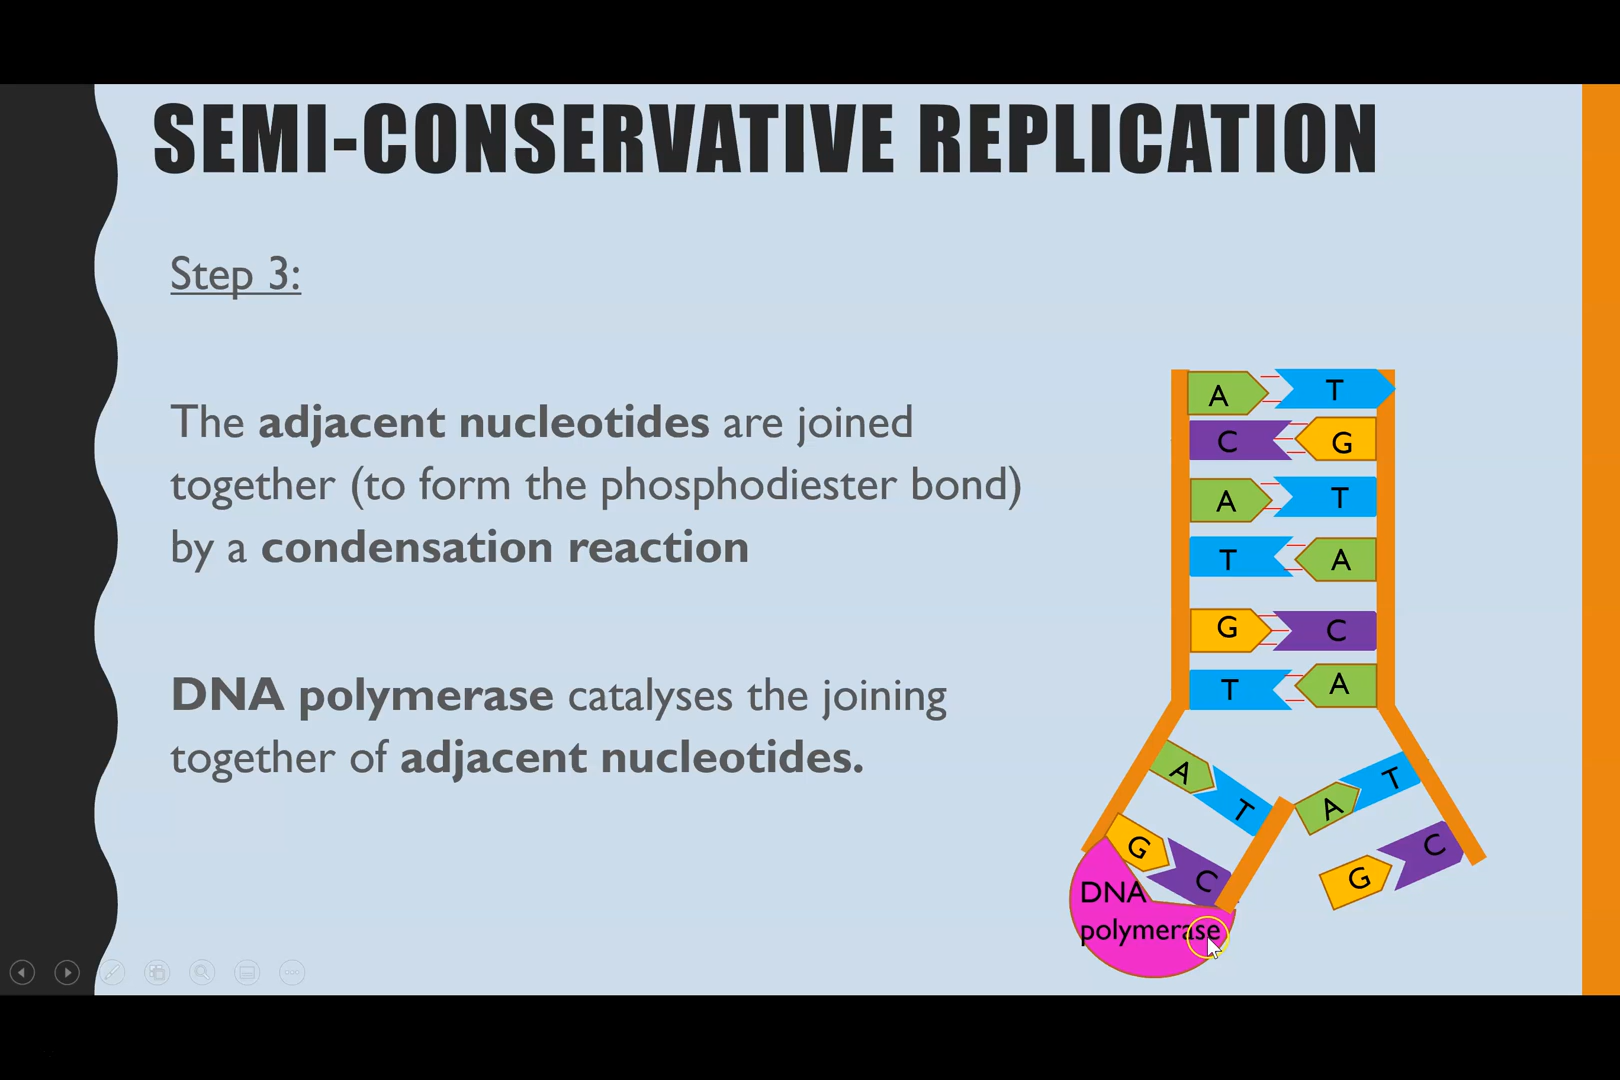 SEMI-CONSERVATIVE REPLICATION
Step 3:
The adjacent nucleotides are joined
together (to form the phosphodiester bond)
by a condensation reaction
DNA polymerase catalyses the joining
together of adjacent nucleotides.
A T
C G
A T
T A
G C
T A
A T A T
G C G C
DNA
polymerase